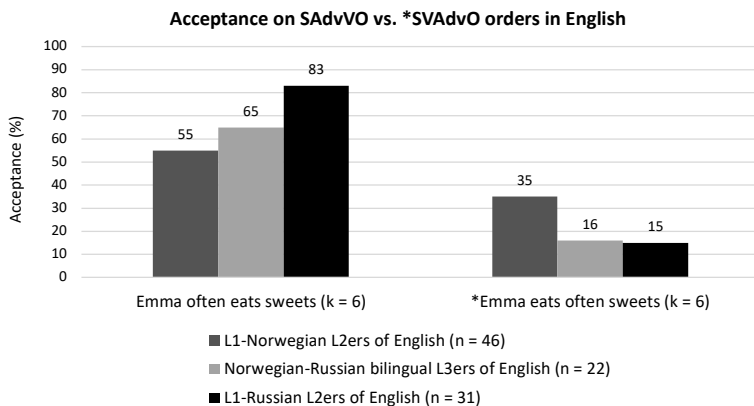 Acceptance on SAdvVO vs. *SVAdvO orders in English
Acceptance (%)
100
90
80
70
60
50
40
30
20
10
0
55
65
83
35
16
15
Emma often eats sweets (k = 6)
*Emma eats often sweets (k = 6)
L1-Norwegian L2ers of English (n = 46)
Norwegian-Russian bilingual L3ers of English (n = 22)
L1-Russian L2ers of English (n = 31)